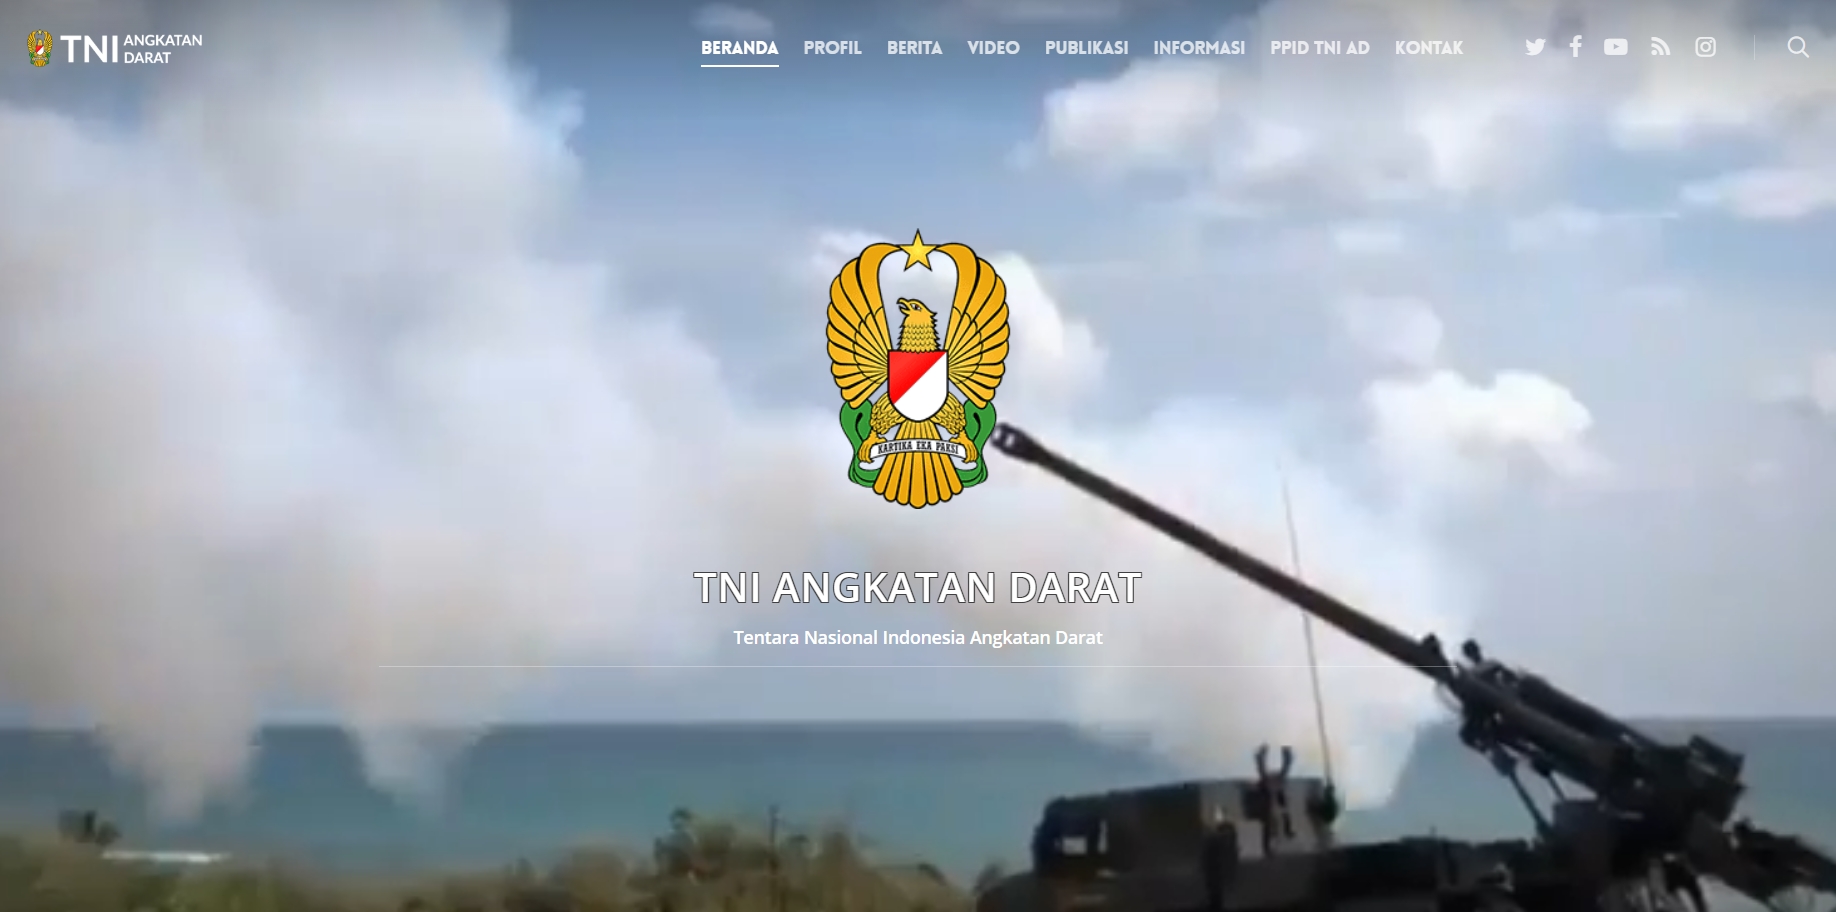 TNI ANGKATAN
DARAT
BERANDA PROFIL BERITA VIDEO PUBLIKASI INFORMASI PPID TNI AD KONTAK
KARTIKA EKA PAKSI
TNI ANGKATAN DARAT
Tentara Nasional Indonesia Angkatan Darat